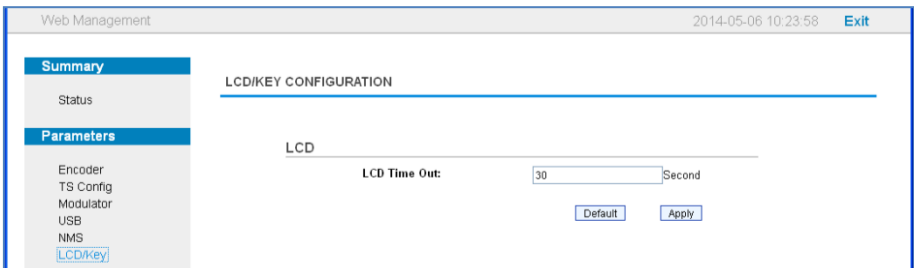 Web Management 2014-05-06 10:23:58 Exit
Summary
Status
Parameters
Encoder
TS Config
Modulator
USB
NMS
LCD/Key
LCD/KEY CONFIGURATION
LCD
LCD Time Out: 30 Second
Default Apply